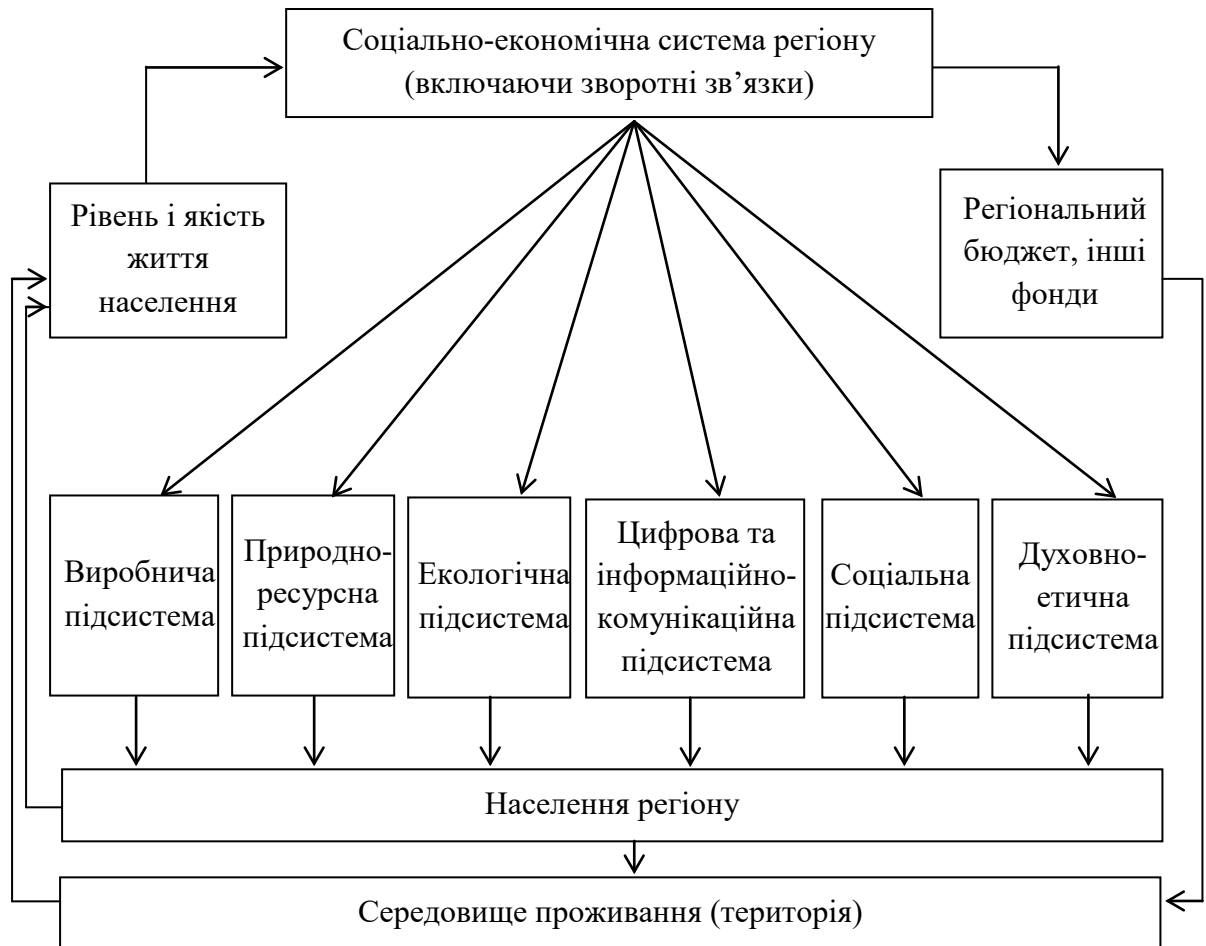 Соціально-економічна система регіону
(включаючи зворотні зв’язки)
Рівень і якість
життя
населення
Регіональний
бюджет, інші
фонди
Виробнича
підсистема
Природно-
ресурсна
підсистема
Екологічна
підсистема
Цифрова та
інформаційно-
комунікаційна
підсистема
Соціальна
підсистема
Духовно-
етична
підсистема
Населення регіону
Середовище проживання (територія)